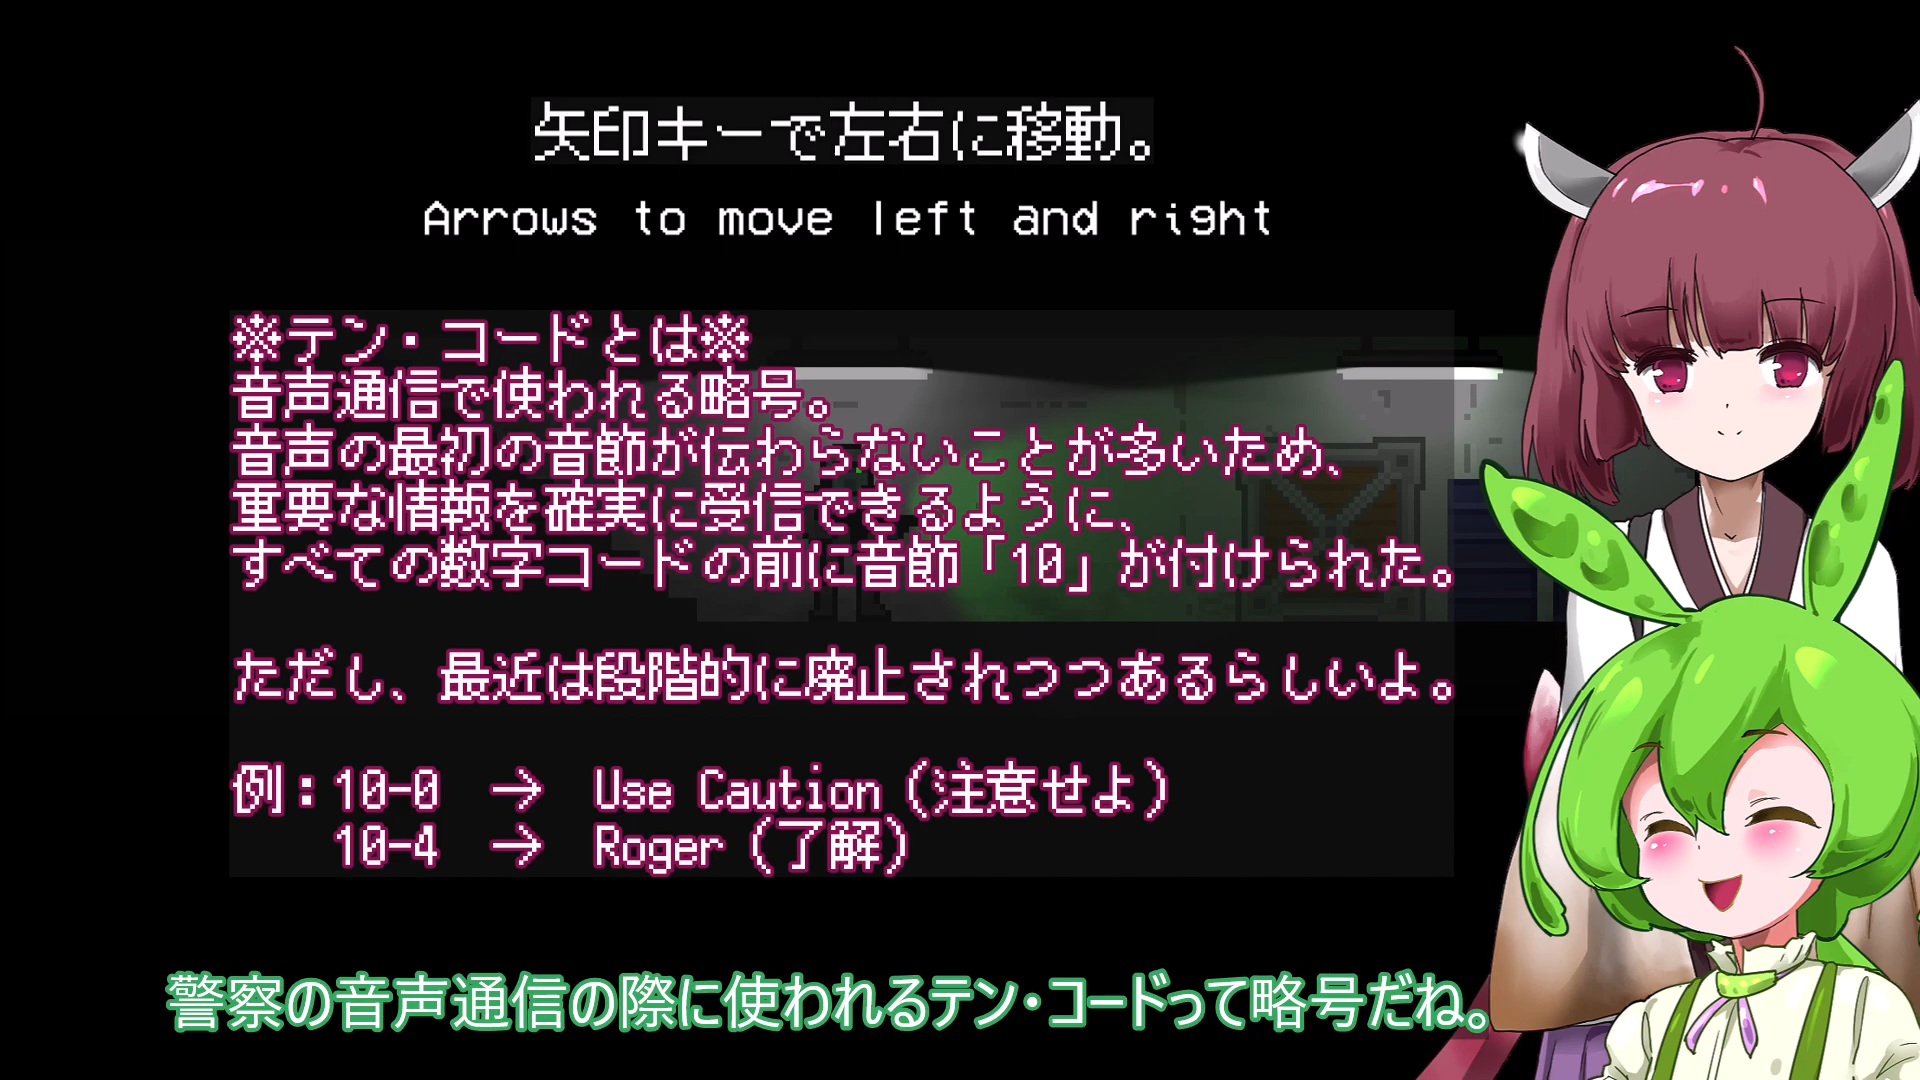 矢印キーで左右に移動。
Arrows to move left and right
※テン・コードとは※
音声通信で使われる略号。
音声の最初の音節が伝わらないことが多いため、
重要な情報を確実に受信できるように、
すべての数字コードの前に音節「10」が付けられた。
ただし、最近は段階的に廃止されつつあるらしいよ。
例：10-0 → Use Caution（注意せよ）
10-4 → Roger（了解）
警察の音声通信の際に使われるテン・コードって略号だね。